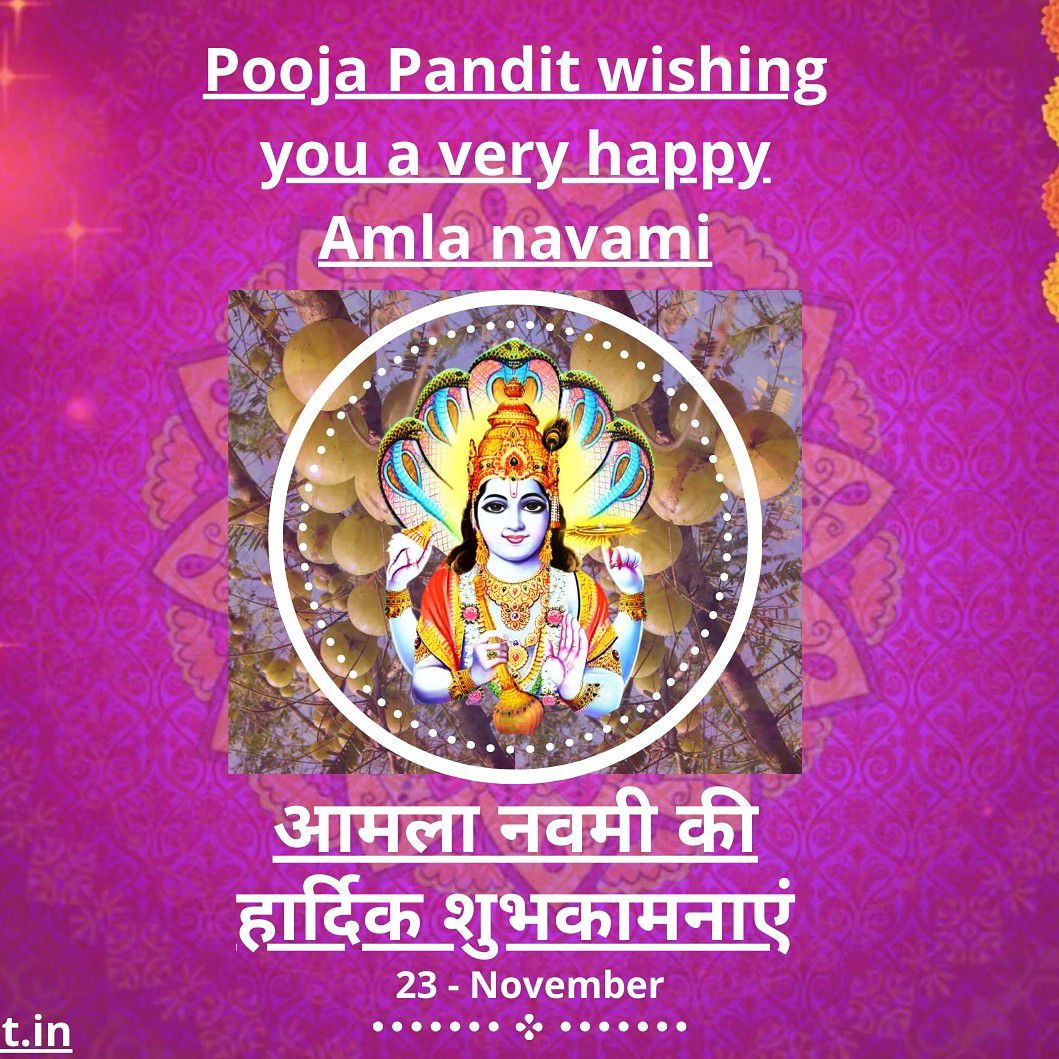 Pooja Pandit wishing
you a very happy
Amla navami
आमला नवमी की
हार्दिक शुभकामनाएं
23 - November
t.in